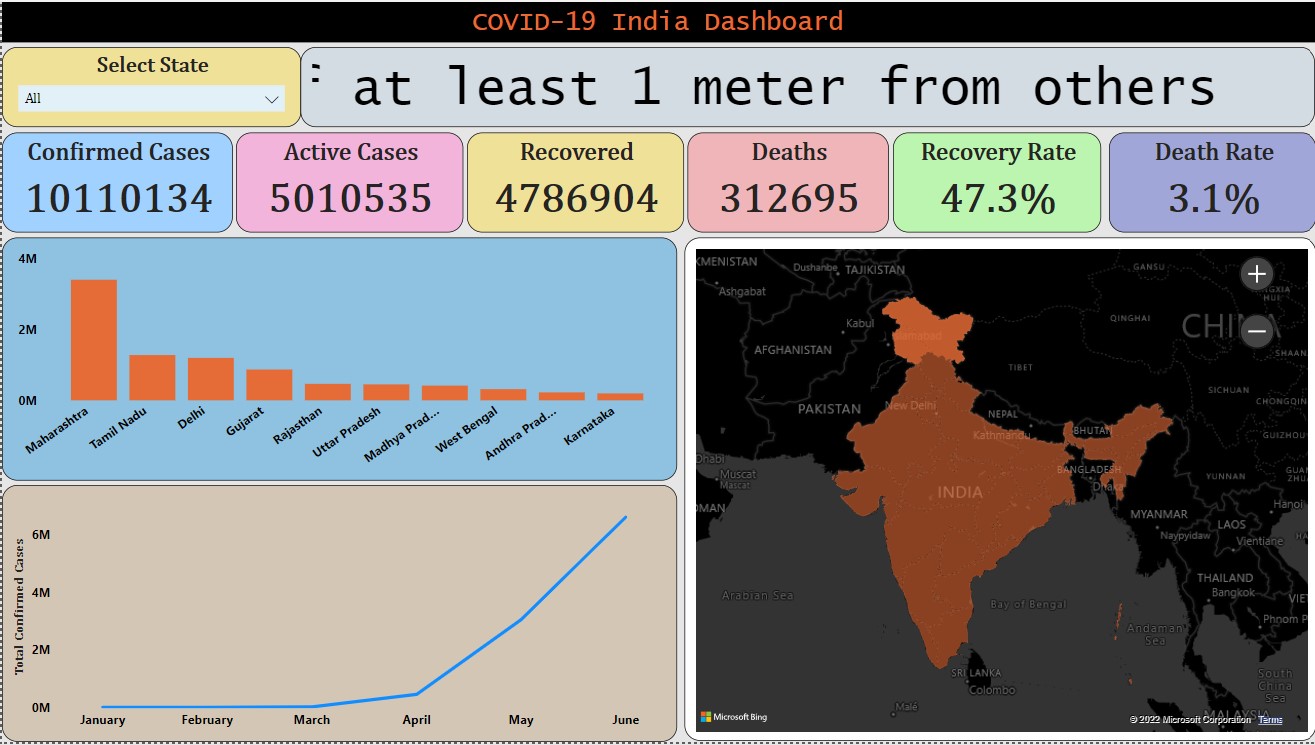 COVID-19 India Dashboard
Select State
All
at least 1 meter from others
Confirmed Cases
10110134
Active Cases
5010535
Recovered
4786904
Deaths
312695
Recovery Rate
47.3%
Death Rate
3.1%
4M
2M
0M
Maharashtra
Tamil Nadu
Delhi
Gujarat
Rajasthan
Uttar Pradesh
Madhya Prad...
West Bengal
Andhra Prad...
Karnataka
Total Confirmed Cases
6M
4M
2M
0M
January
February
March
April
May
June
KMENISTAN
Dushanbe
TAJIKISTAN
Ashgabat
Kabul
AFGHANISTAN
PAKISTAN
New Delhi
NEPAL
Kathmandu
TIBET
BHUTAN
BANGLADESH
Dhaka
INDIA
GANSU
QINGHAI
CHINA
SHAAN
SICHUAN
CHONGQIN
GUIZHOU
YUNNAN
Dhabi
Muscat
Mascat
OMAN
MYANMAR
Naypyidaw
LAOS
Vientiane
Hanoi
THAILAND
Bangkok
Phnom P
Arabian Sea
Bay of Bengal
Andaman
Sea
SRI LANKA
Colombo
Malé
South
China
Sea
MALAYSIA
+
−
Microsoft Bing
© 2022 Microsoft Corporation Terms